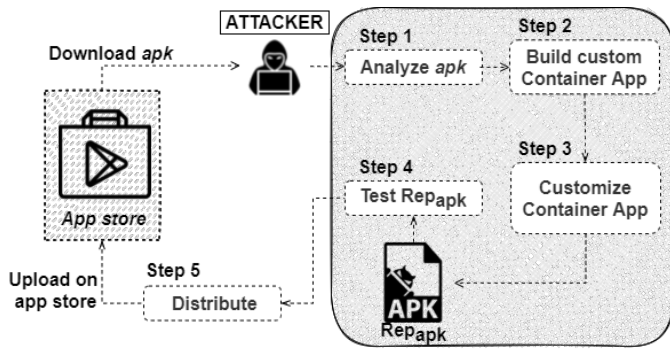 ATTACKER
Download apk
Step 1
Analyze apk
Step 2
Build custom
Container App
Step 3
Customize
Container App
Step 4
Test Repapk
App store
APK
Repapk
Step 5
Distribute
Upload on
app store